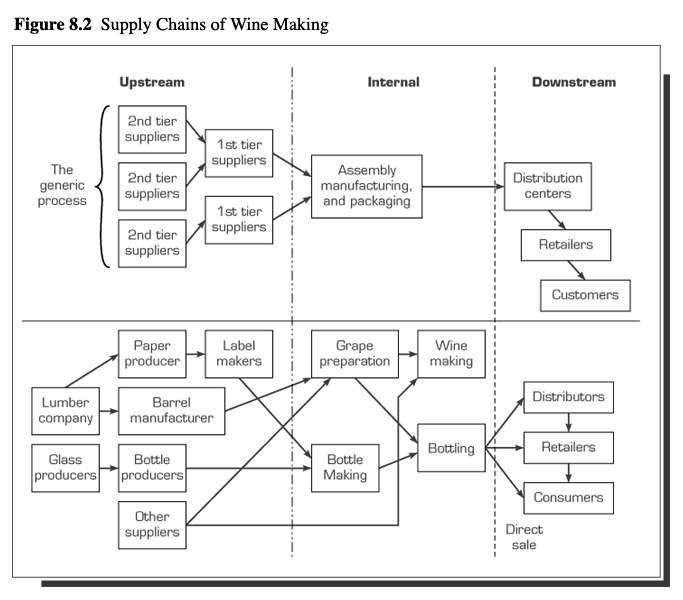 Figure 8.2 Supply Chains of Wine Making
Upstream
Internal
Downstream
The
generic
process
2nd tier
suppliers
2nd tier
suppliers
2nd tier
suppliers
1st tier
suppliers
1st tier
suppliers
Assembly
manufacturing,
and packaging
Distribution
centers
Retailers
Customers
Lumber
company
Glass
producers
Paper
producer
Barrel
manufacturer
Bottle
producers
Other
suppliers
Label
makers
Grape
preparation
Wine
making
Bottle
Making
Bottling
Distributors
Retailers
Consumers
Direct
sale